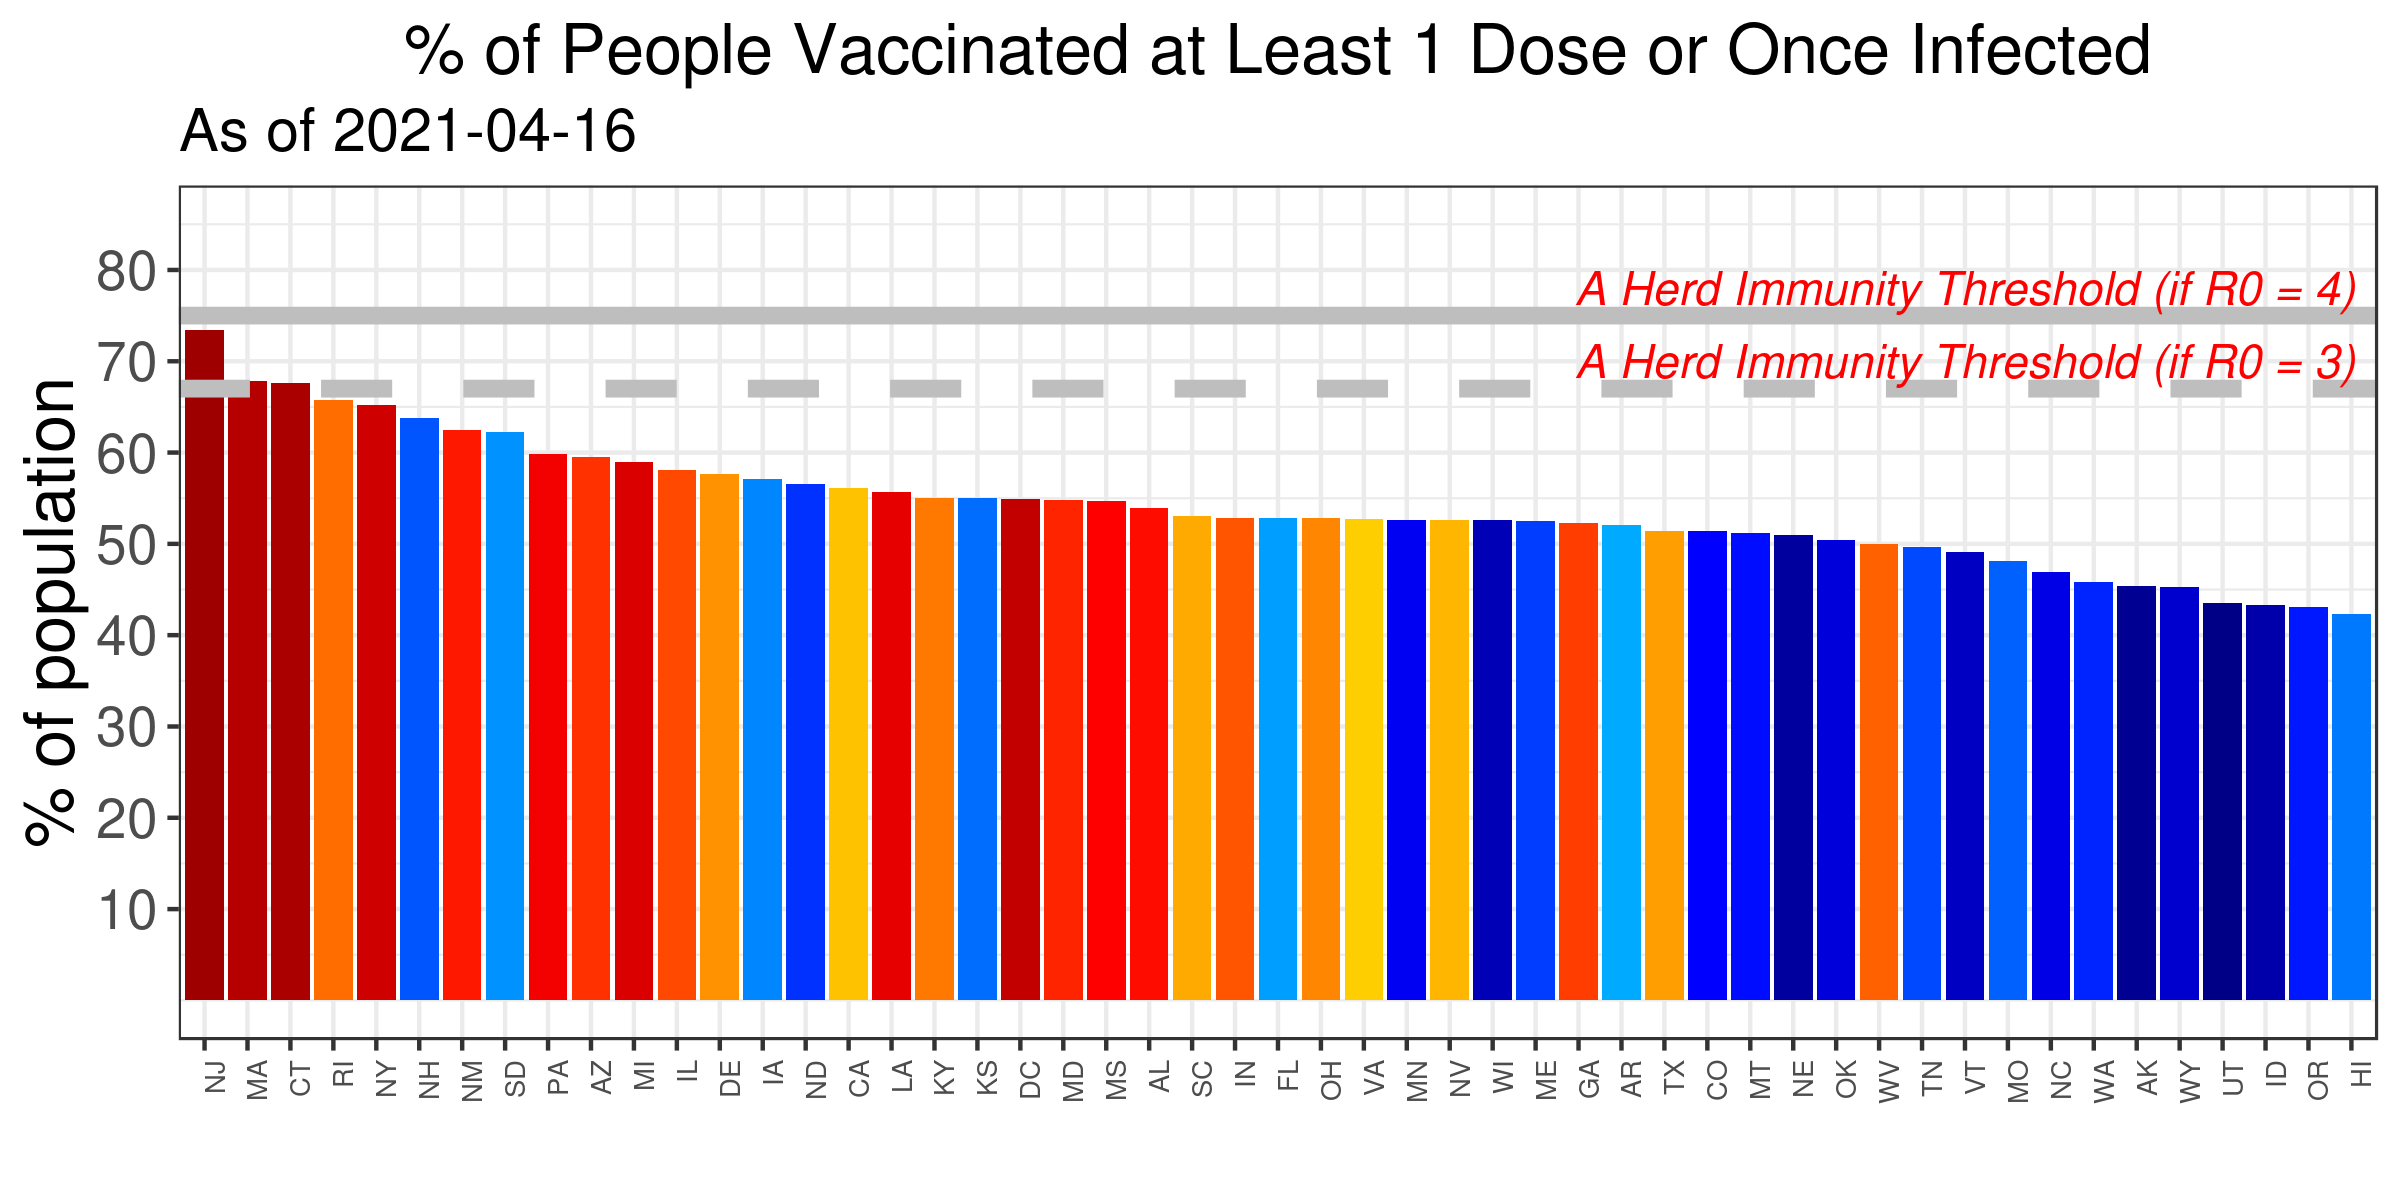 % of People Vaccinated at Least 1 Dose or Once Infected
As of 2021-04-16
% of population
80
70
60
50
40
30
20
10
A Herd Immunity Threshold (if R0 = 4)
A Herd Immunity Threshold (if R0 = 3)
NJ MA CT RI NY NH NM SD PA AZ MI IL DE IA ND CA LA KY KS DC MD MS AL SC IN FL OH VA MN NV WI ME GA AR TX CO MT NE OK WV TN VT MO NC WA AK WY UT ID OR HI